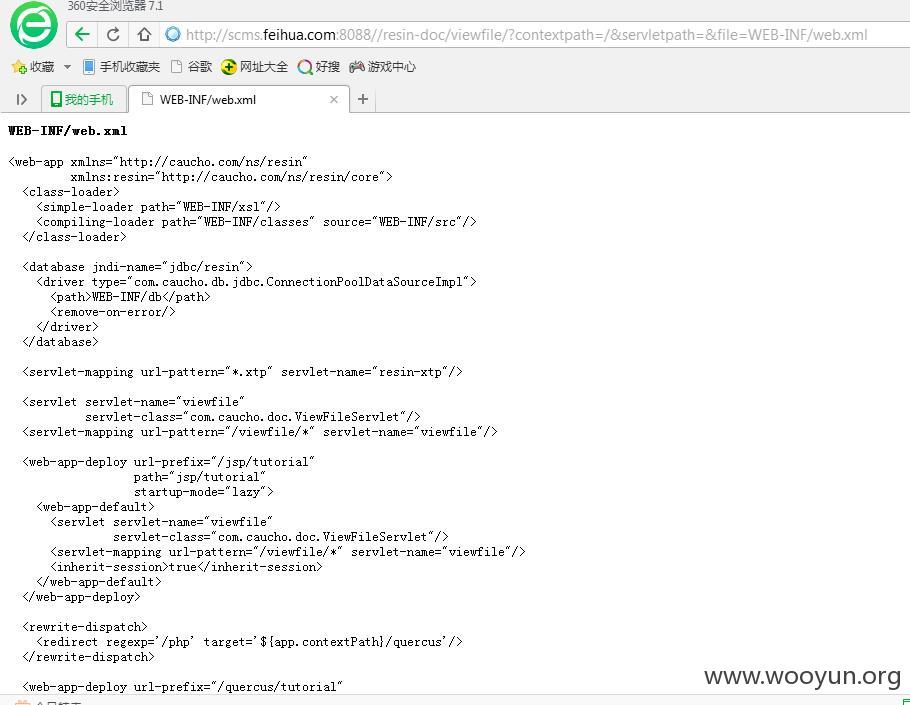 360安全浏览器 7.1
http://scms.feihua.com:8088//resin-doc/viewfile/?contextpath=/&servletpath=&file=WEB-INF/web.xml
收藏 手机收藏夹 谷歌 网址大全 好搜 游戏中心
我的手机 WEB-INF/web.xml
WEB-INF/web.xml
<web-app xmlns="http://caucho.com/ns/resin"
xmlns:resin="http://caucho.com/ns/resin/core">
<class-loader>
<simple-loader path="WEB-INF/xsl"/>
<compiling-loader path="WEB-INF/classes" source="WEB-INF/src"/>
</class-loader>
<database jndi-name="jdbc/resin">
<driver type="com.caucho.db.jdbc.ConnectionPoolDataSourceImpl">
<path>WEB-INF/db</path>
<remove-on-error/>
</driver>
</database>
<servlet-mapping url-pattern="*.xtp" servlet-name="resin-xtp"/>
<servlet servlet-name="viewfile"
servlet-class="com.caucho.doc.ViewFileServlet"/>
<servlet-mapping url-pattern="/viewfile/*" servlet-name="viewfile"/>
<web-app-deploy url-prefix="/jsp/tutorial"
path="jsp/tutorial"
startup-mode="lazy">
<web-app-default>
<servlet servlet-name="viewfile"
servlet-class="com.caucho.doc.ViewFileServlet"/>
<servlet-mapping url-pattern="/viewfile/*" servlet-name="viewfile"/>
<inherit-session>true</inherit-session>
</web-app-default>
</web-app-deploy>
<rewrite-dispatch>
<redirect regexp='/php' target='${app.contextPath}/quercus'/>
</rewrite-dispatch>
<web-app-deploy url-prefix="/quercus/tutorial"
www.wooyun.org